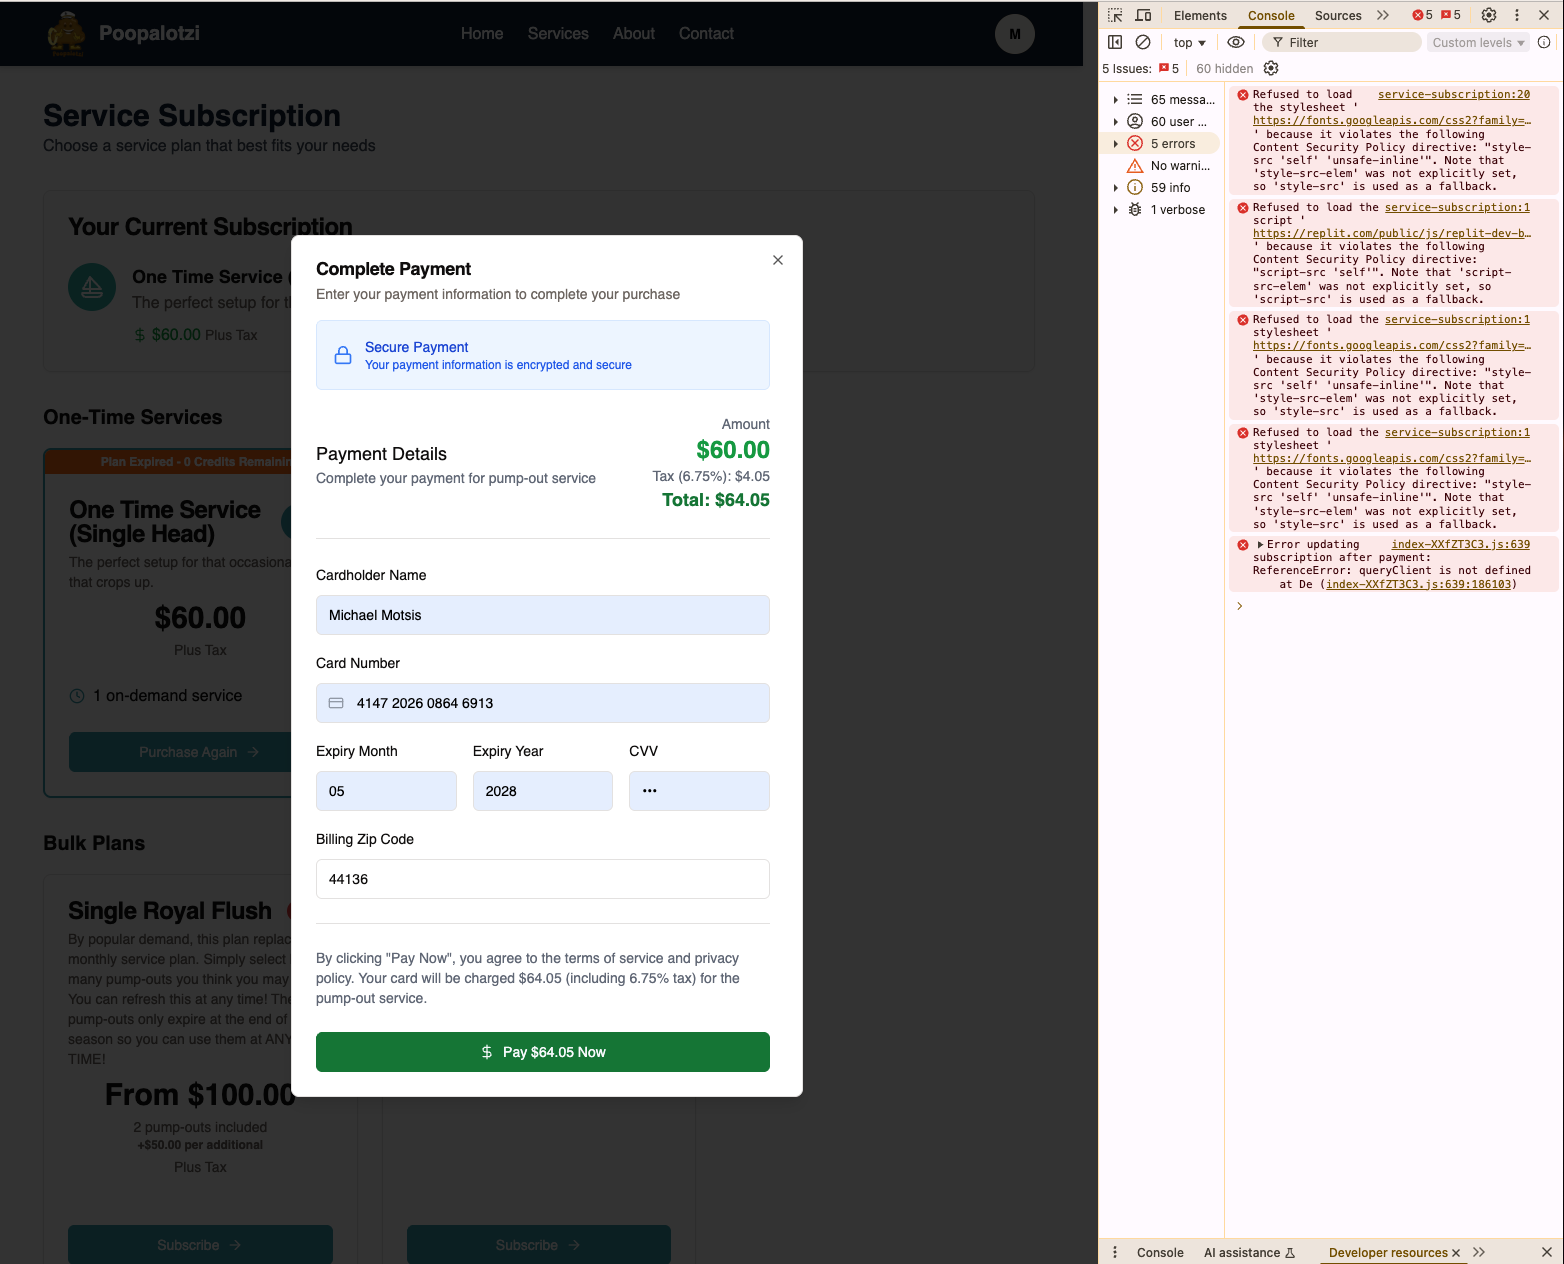 Poopalotzi
Home Services About Contact
M
Service Subscription
Choose a service plan that best fits your needs
Your Current Subscription
One Time Service (
The perfect setup for th
$60.00 Plus Tax
One-Time Services
Plan Expired - 0 Credits Remainin
One Time Service
(Single Head)
The perfect setup for that occasiona
that crops up.
$60.00
Plus Tax
1 on-demand service
Purchase Again →
Bulk Plans
Single Royal Flush
By popular demand, this plan replac
monthly service plan. Simply select
many pump-outs you think you may
You can refresh this at any time! The
pump-outs only expire at the end of
season so you can use them at ANY
TIME!
From $100.00
2 pump-outs included
+$50.00 per additional
Plus Tax
Subscribe →
Subscribe →
Complete Payment
Enter your payment information to complete your purchase
Secure Payment
Your payment information is encrypted and secure
Payment Details
Complete your payment for pump-out service
Amount
$60.00
Tax (6.75%): $4.05
Total: $64.05
Cardholder Name
Michael Motsis
Card Number
4147 2026 0864 6913
Expiry Month Expiry Year CVV
05 2028 •••
Billing Zip Code
44136
By clicking "Pay Now", you agree to the terms of service and privacy
policy. Your card will be charged $64.05 (including 6.75% tax) for the
pump-out service.
$ Pay $64.05 Now
Elements Console Sources 5 5
top Filter Custom levels
5 Issues: 5 60 hidden
65 messa...
60 user ...
5 errors
No warni...
59 info
1 verbose
Refused to load service-subscription:20
the stylesheet '
https://fonts.googleapis.com/css2?family=…
' because it violates the following
Content Security Policy directive: "style-
src 'self' 'unsafe-inline'". Note that
'style-src-elem' was not explicitly set,
so 'style-src' is used as a fallback.
Refused to load the service-subscription:1
script '
https://replit.com/public/js/replit-dev-b…
' because it violates the following
Content Security Policy directive:
"script-src 'self'". Note that 'script-
src-elem' was not explicitly set, so
'script-src' is used as a fallback.
Refused to load the service-subscription:1
stylesheet '
https://fonts.googleapis.com/css2?family=…
' because it violates the following
Content Security Policy directive: "style-
src 'self' 'unsafe-inline'". Note that
'style-src-elem' was not explicitly set,
so 'style-src' is used as a fallback.
Refused to load the service-subscription:1
stylesheet '
https://fonts.googleapis.com/css2?family=…
' because it violates the following
Content Security Policy directive: "style-
src 'self' 'unsafe-inline'". Note that
'style-src-elem' was not explicitly set,
so 'style-src' is used as a fallback.
Error updating index-XXfZT3C3.js:639
subscription after payment:
ReferenceError: queryClient is not defined
at De (index-XXfZT3C3.js:639:186103)
Console AI assistance Developer resources